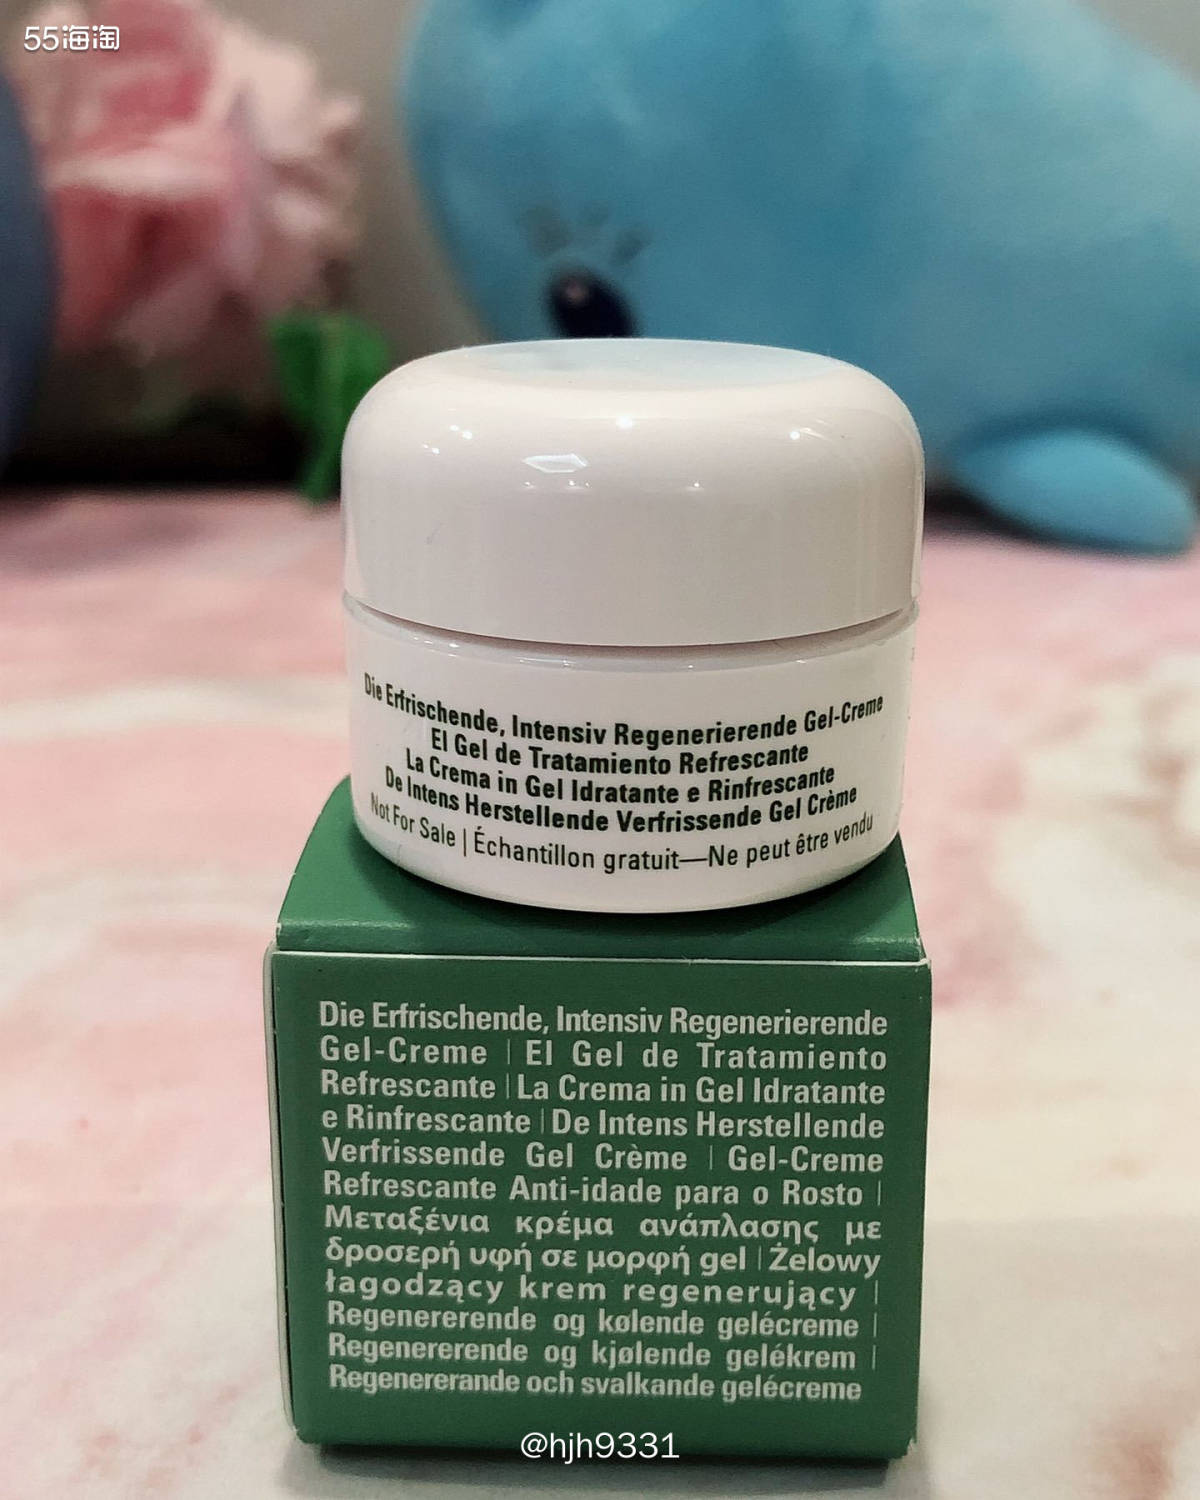 55海淘
Die Erfrischende, Intensiv Regenerierende Gel-Creme
El Gel de Tratamiento Refrescante
La Crema in Gel Idratante e Rinfrescante
De Intens Herstellende Verfrissende Gel Crème
Not For Sale | Échantillon gratuit—Ne peut être vendu
Die Erfrischende, Intensiv Regenerierende
Gel-Creme | El Gel de Tratamiento
Refrescante | La Crema in Gel Idratante
e Rinfrescante | De Intens Herstellende
Verfrissende Gel Crème | Gel-Creme
Refrescante Anti-idade para o Rosto |
Μεταξένια κρέμα ανάπλασης με
δροσερή υφή σε μορφή gel | Żelowy
łagodzący krem regenerujący |
Regenererende og kølende gelécreme |
Regenererende og kjølende gelékrem |
Regenererande och svalkande gelécreme
@hjh9331